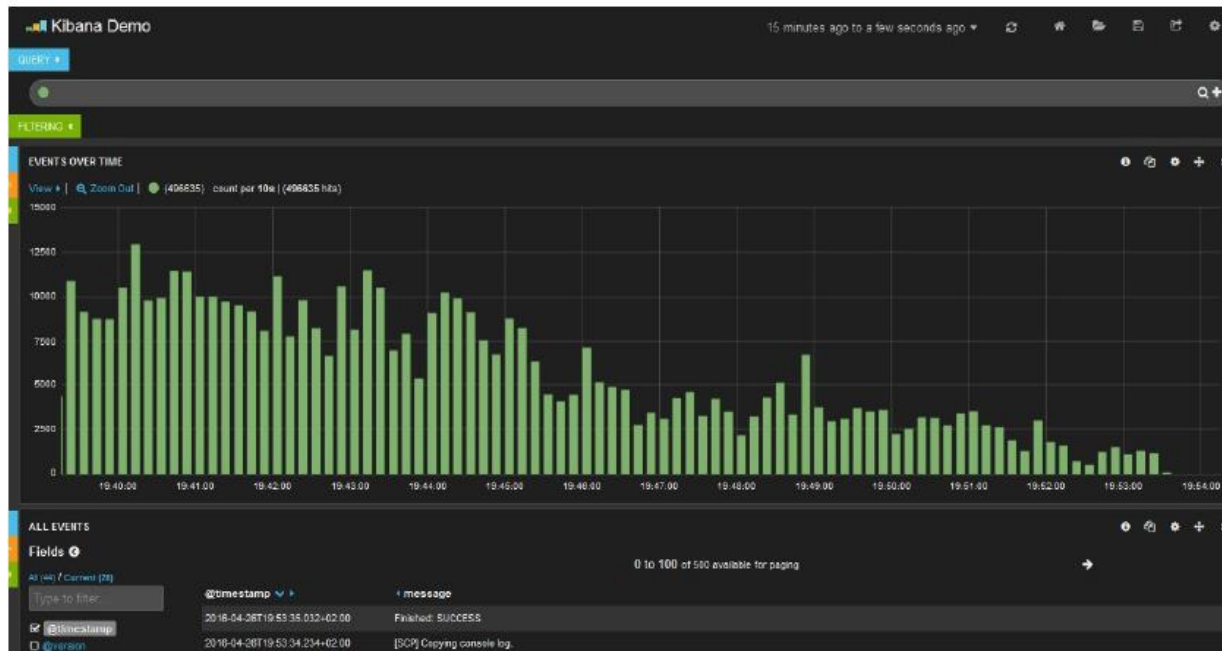 Kibana Demo
15 minutes ago to a few seconds ago
QUERY
FILTERING
EVENTS OVER TIME
View | Zoom Out | (496635) count per 10s | (496635 hits)
15000
12500
10000
7500
5000
2500
0
19:40:00 19:41:00 19:42:00 19:43:00 19:44:00 19:45:00 19:46:00 19:47:00 19:48:00 19:49:00 19:50:00 19:51:00 19:52:00 19:53:00 19:54:00
ALL EVENTS
Fields
0 to 100 of 500 available for paging
All (44) / Current (28)
Type to filter...
@timestamp message
2016-04-26T19:53:35.032+02:00 Finished: SUCCESS
@timestamp
2016-04-26T19:53:34.234+02:00 [SCP] Copying console log.
@version